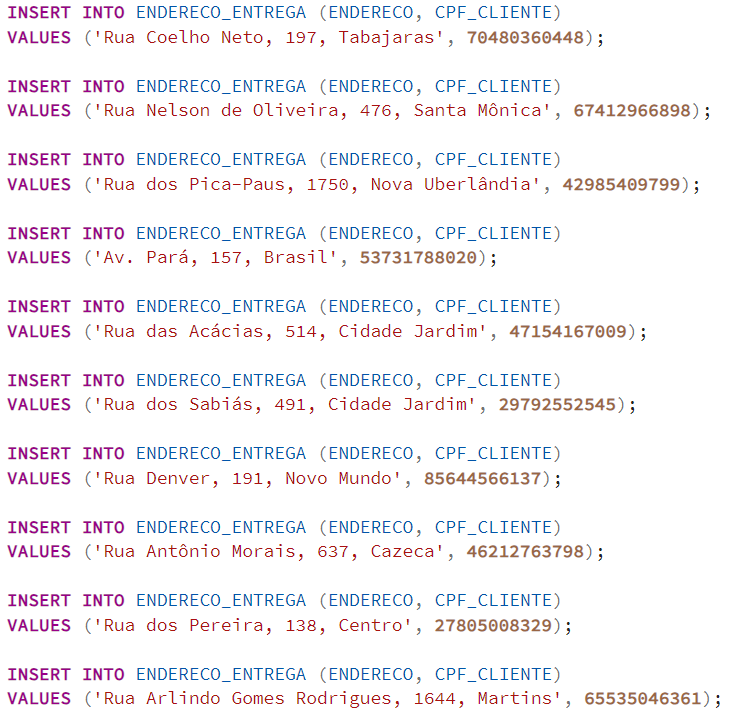 INSERT INTO ENDERECO_ENTREGA (ENDERECO, CPF_CLIENTE)
VALUES ('Rua Coelho Neto, 197, Tabajaras', 70480360448);
INSERT INTO ENDERECO_ENTREGA (ENDERECO, CPF_CLIENTE)
VALUES ('Rua Nelson de Oliveira, 476, Santa Mônica', 67412966898);
INSERT INTO ENDERECO_ENTREGA (ENDERECO, CPF_CLIENTE)
VALUES ('Rua dos Pica-Paus, 1750, Nova Uberlândia', 42985409799);
INSERT INTO ENDERECO_ENTREGA (ENDERECO, CPF_CLIENTE)
VALUES ('Av. Pará, 157, Brasil', 53731788020);
INSERT INTO ENDERECO_ENTREGA (ENDERECO, CPF_CLIENTE)
VALUES ('Rua das Acácias, 514, Cidade Jardim', 47154167009);
INSERT INTO ENDERECO_ENTREGA (ENDERECO, CPF_CLIENTE)
VALUES ('Rua dos Sabiás, 491, Cidade Jardim', 29792552545);
INSERT INTO ENDERECO_ENTREGA (ENDERECO, CPF_CLIENTE)
VALUES ('Rua Denver, 191, Novo Mundo', 85644566137);
INSERT INTO ENDERECO_ENTREGA (ENDERECO, CPF_CLIENTE)
VALUES ('Rua Antônio Morais, 637, Cazeca', 46212763798);
INSERT INTO ENDERECO_ENTREGA (ENDERECO, CPF_CLIENTE)
VALUES ('Rua dos Pereira, 138, Centro', 27805008329);
INSERT INTO ENDERECO_ENTREGA (ENDERECO, CPF_CLIENTE)
VALUES ('Rua Arlindo Gomes Rodrigues, 1644, Martins', 65535046361);